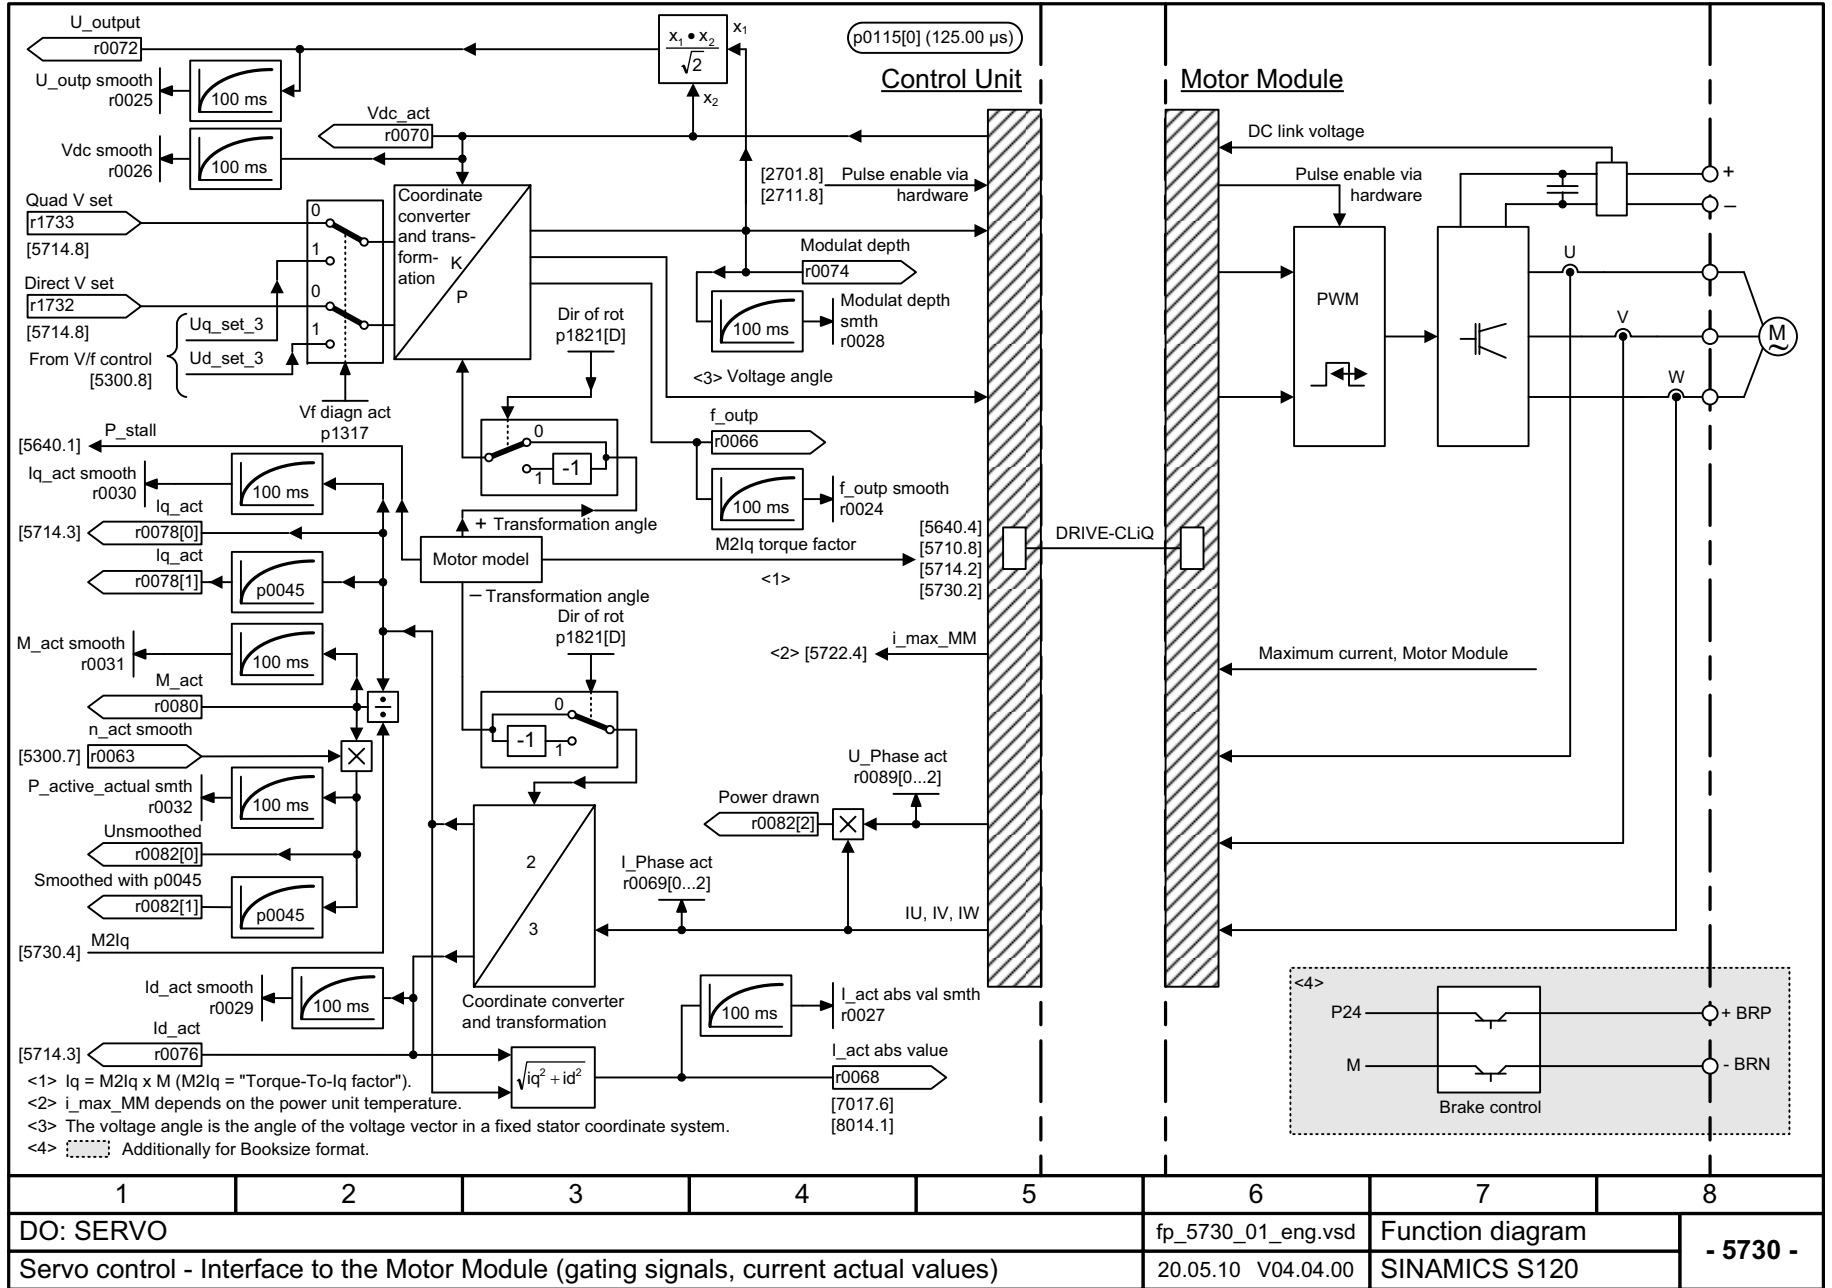 U_output
r0072
U_outp smooth
r0025
100 ms
x₁ • x₂
√2
x₁
x₂
p0115[0] (125.00 µs)
Control Unit
Motor Module
Vdc_act
r0070
Vdc smooth
r0026
100 ms
DC link voltage
+
–
Quad V set
r1733
[5714.8]
Direct V set
r1732
[5714.8]
0
1
0
1
Uq_set_3
Ud_set_3
From V/f control
[5300.8]
Vf diagn act
p1317
Coordinate
converter
and trans-
form-
ation
K
P
[2701.8]
[2711.8]
Pulse enable via
hardware
Pulse enable via
hardware
Modulat depth
r0074
100 ms
Modulat depth
smth
r0028
Dir of rot
p1821[D]
<3> Voltage angle
PWM
U
V
W
M
~
f_outp
r0066
0
1
-1
100 ms
f_outp smooth
r0024
[5640.1]
P_stall
Iq_act smooth
r0030
100 ms
Iq_act
[5714.3]
r0078[0]
Iq_act
r0078[1]
p0045
+ Transformation angle
Motor model
– Transformation angle
M2Iq torque factor
<1>
[5640.4]
[5710.8]
[5714.2]
[5730.2]
DRIVE-CLiQ
Dir of rot
p1821[D]
M_act smooth
r0031
100 ms
<2> [5722.4]
i_max_MM
Maximum current, Motor Module
M_act
r0080
÷
0
-1
1
n_act smooth
[5300.7]
r0063
×
P_active_actual smth
r0032
100 ms
Unsmoothed
r0082[0]
Smoothed with p0045
r0082[1]
p0045
[5730.4]
M2Iq
U_Phase act
r0089[0...2]
Power drawn
r0082[2]
×
2
3
I_Phase act
r0069[0...2]
IU, IV, IW
Coordinate converter
and transformation
Id_act smooth
r0029
100 ms
Id_act
[5714.3]
r0076
√iq² + id²
100 ms
I_act abs val smth
r0027
I_act abs value
r0068
[7017.6]
[8014.1]
<4>
P24
+ BRP
M
- BRN
Brake control
<1> Iq = M2Iq x M (M2Iq = "Torque-To-Iq factor").
<2> i_max_MM depends on the power unit temperature.
<3> The voltage angle is the angle of the voltage vector in a fixed stator coordinate system.
<4> Additionally for Booksize format.
1 2 3 4 5 6 7 8
DO: SERVO
fp_5730_01_eng.vsd
Function diagram
- 5730 -
Servo control - Interface to the Motor Module (gating signals, current actual values)
20.05.10 V04.04.00
SINAMICS S120